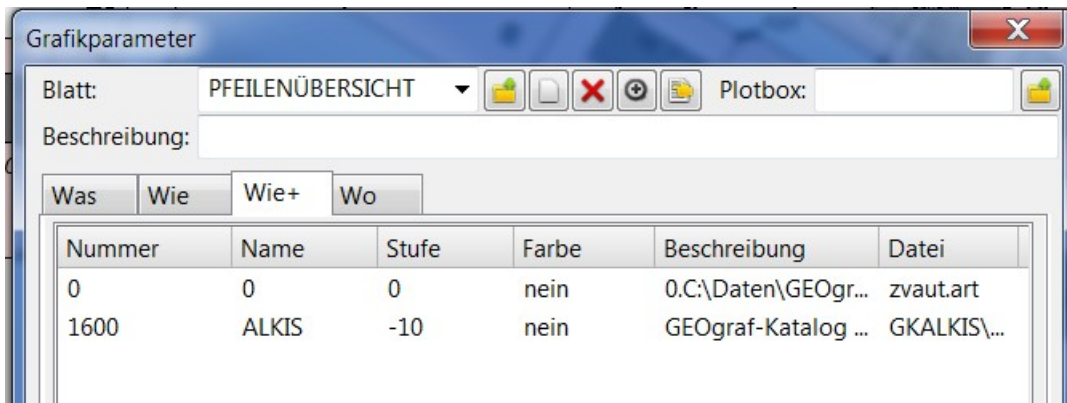 Grafikparameter
Blatt: PFEILENÜBERSICHT Plotbox:
Beschreibung:
Was Wie Wie+ Wo
Nummer Name Stufe Farbe Beschreibung Datei
0 0 0 nein 0.C:\Daten\GEOgr... zvaut.art
1600 ALKIS -10 nein GEOgraf-Katalog ... GKALKIS\...